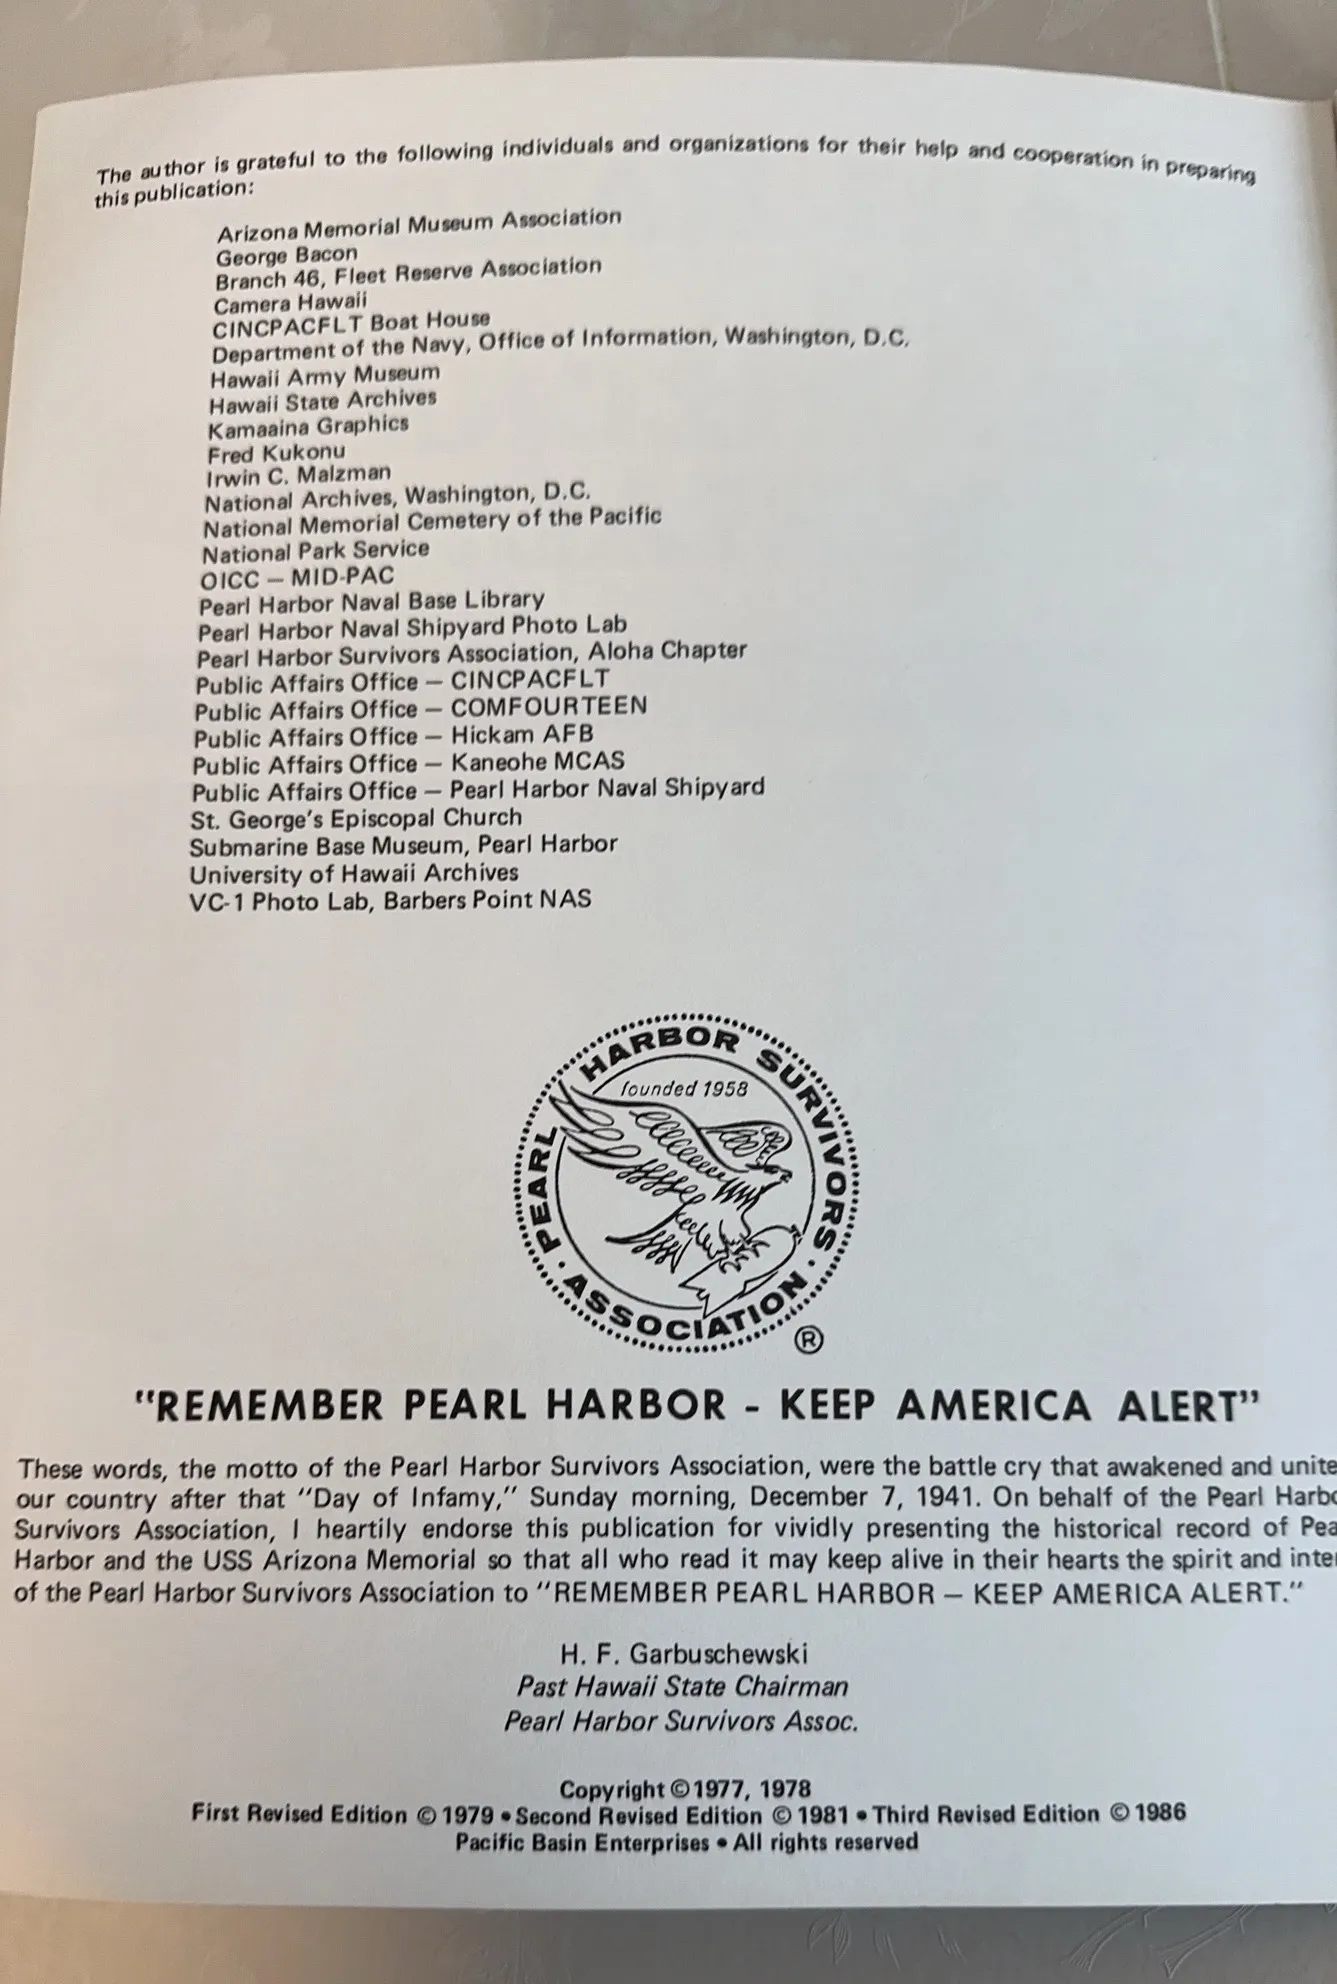 The author is grateful to the following individuals and organizations for their help and cooperation in preparing
this publication:
Arizona Memorial Museum Association
George Bacon
Branch 46, Fleet Reserve Association
Camera Hawaii
CINCPACFLT Boat House
Department of the Navy, Office of Information, Washington, D.C.
Hawaii Army Museum
Hawaii State Archives
Kamaaina Graphics
Fred Kukonu
Irwin C. Malzman
National Archives, Washington, D.C.
National Memorial Cemetery of the Pacific
National Park Service
OICC — MID-PAC
Pearl Harbor Naval Base Library
Pearl Harbor Naval Shipyard Photo Lab
Pearl Harbor Survivors Association, Aloha Chapter
Public Affairs Office — CINCPACFLT
Public Affairs Office — COMFOURTEEN
Public Affairs Office — Hickam AFB
Public Affairs Office — Kaneohe MCAS
Public Affairs Office — Pearl Harbor Naval Shipyard
St. George's Episcopal Church
Submarine Base Museum, Pearl Harbor
University of Hawaii Archives
VC-1 Photo Lab, Barbers Point NAS
PEARL HARBOR SURVIVORS · ASSOCIATION ·
founded 1958
®
"REMEMBER PEARL HARBOR - KEEP AMERICA ALERT"
These words, the motto of the Pearl Harbor Survivors Association, were the battle cry that awakened and unite
our country after that "Day of Infamy," Sunday morning, December 7, 1941. On behalf of the Pearl Harbo
Survivors Association, I heartily endorse this publication for vividly presenting the historical record of Pea
Harbor and the USS Arizona Memorial so that all who read it may keep alive in their hearts the spirit and inte
of the Pearl Harbor Survivors Association to "REMEMBER PEARL HARBOR — KEEP AMERICA ALERT."
H. F. Garbuschewski
Past Hawaii State Chairman
Pearl Harbor Survivors Assoc.
Copyright © 1977, 1978
First Revised Edition © 1979 • Second Revised Edition © 1981 • Third Revised Edition © 1986
Pacific Basin Enterprises • All rights reserved